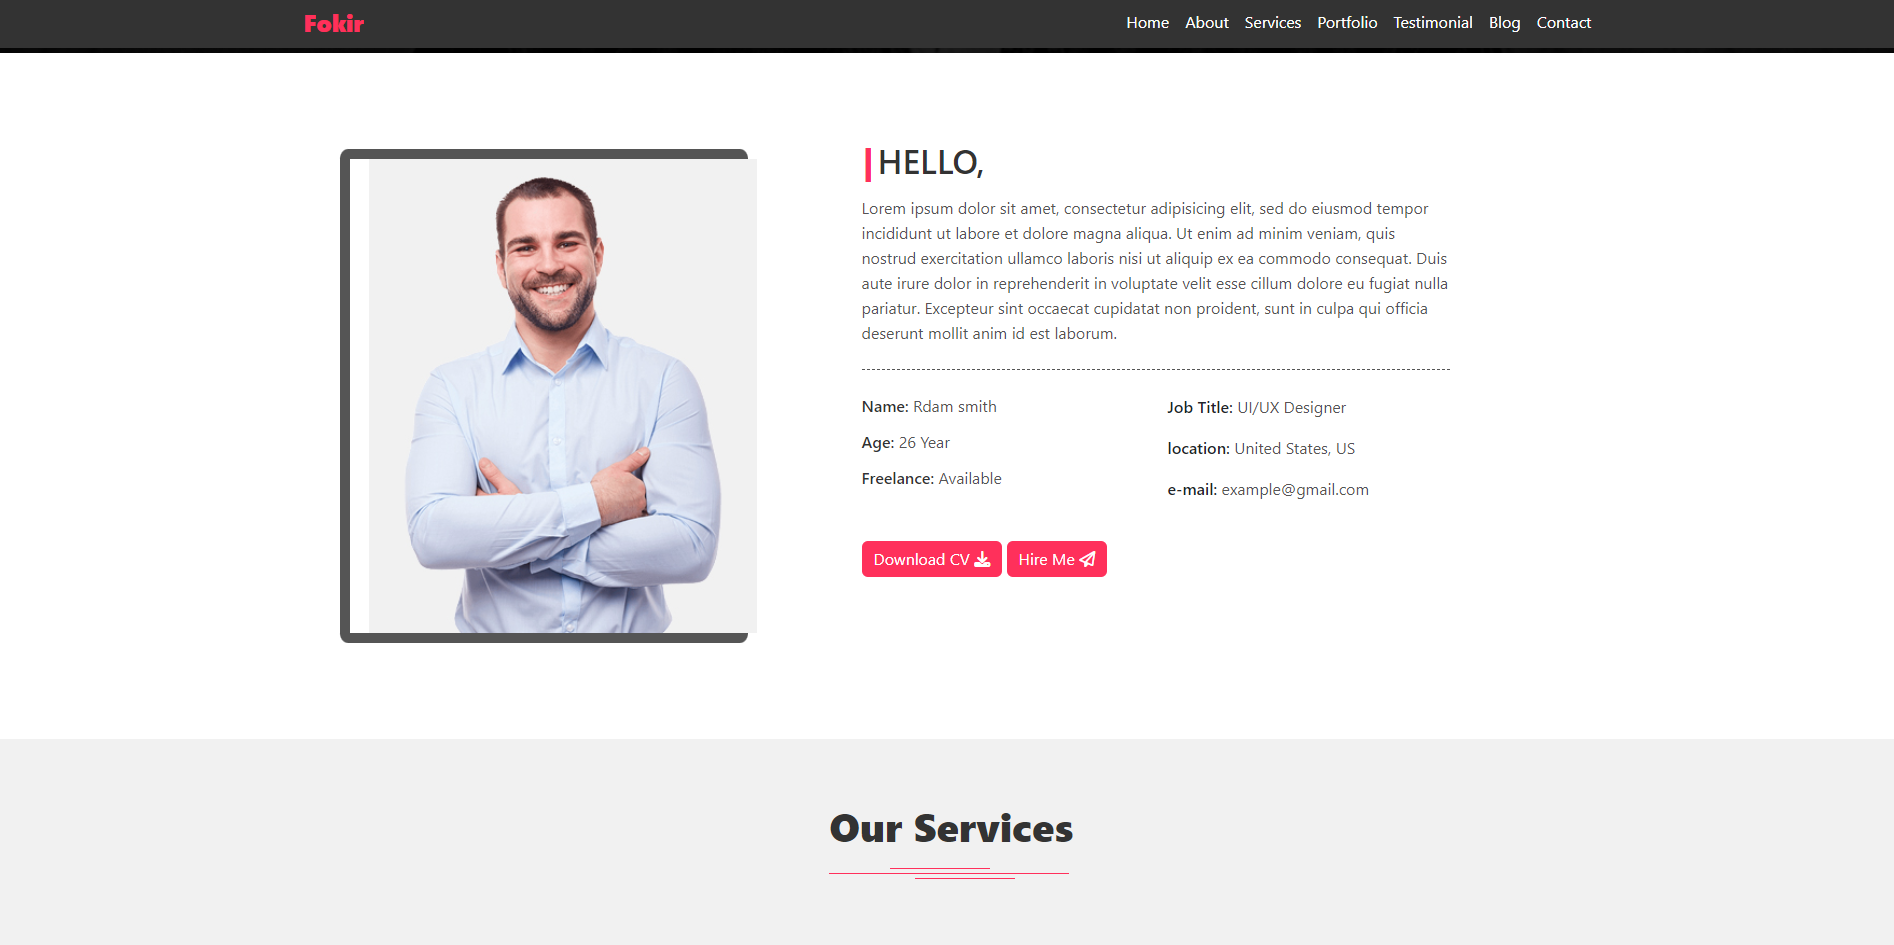 Fokir
Home About Services Portfolio Testimonial Blog Contact
HELLO,
Lorem ipsum dolor sit amet, consectetur adipisicing elit, sed do eiusmod tempor
incididunt ut labore et dolore magna aliqua. Ut enim ad minim veniam, quis
nostrud exercitation ullamco laboris nisi ut aliquip ex ea commodo consequat. Duis
aute irure dolor in reprehenderit in voluptate velit esse cillum dolore eu fugiat nulla
pariatur. Excepteur sint occaecat cupidatat non proident, sunt in culpa qui officia
deserunt mollit anim id est laborum.
Name: Rdam smith
Age: 26 Year
Freelance: Available
Job Title: UI/UX Designer
location: United States, US
e-mail: example@gmail.com
Download CV
Hire Me
Our Services